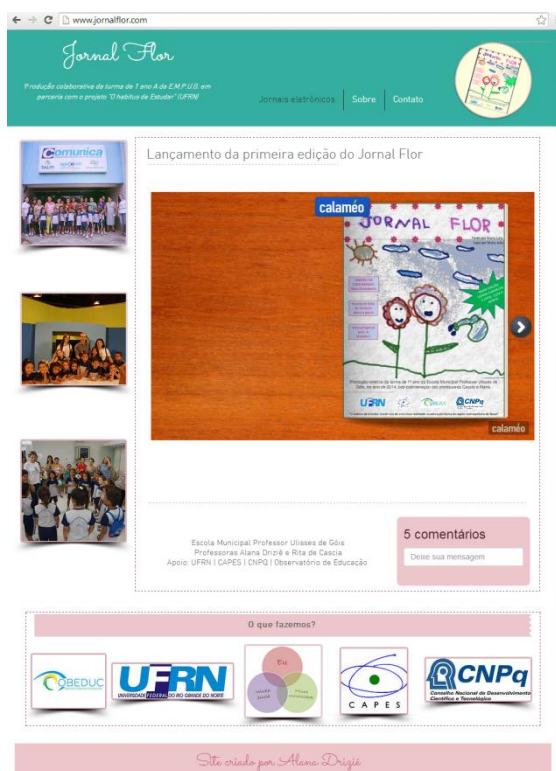 www.jornalflor.com
Jornal Flor
Produção colaborativa da turma de 1 ano A da E.M.P.U.G. em
parceria com o projeto "O habitus de Estudar" (UFRN)
Jornais eletrônicos
Sobre
Contato
Comunica
Lançamento da primeira edição do Jornal Flor
calaméo
JORNAL FLOR
UFRN
CNPq
calaméo
Escola Municipal Professor Ulisses de Góis
Professoras Alana Driziê e Rita de Cascia
Apoio: UFRN | CAPES | CNPQ | Observatório de Educação
5 comentários
Deixe sua mensagem
O que fazemos?
OBEDUC
UFRN
UNIVERSIDADE FEDERAL DO RIO GRANDE DO NORTE
Eu
CAPES
CNPq
Conselho Nacional de Desenvolvimento
Científico e Tecnológico
Site criado por Alana Driziê